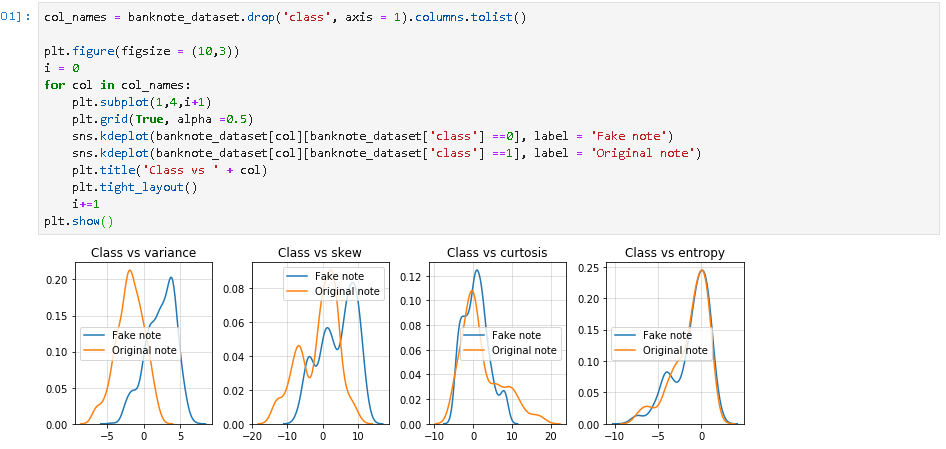 01]:
col_names = banknote_dataset.drop('class', axis = 1).columns.tolist()
plt.figure(figsize = (10,3))
i = 0
for col in col_names:
    plt.subplot(1,4,i+1)
    plt.grid(True, alpha =0.5)
    sns.kdeplot(banknote_dataset[col][banknote_dataset['class'] ==0], label = 'Fake note')
    sns.kdeplot(banknote_dataset[col][banknote_dataset['class'] ==1], label = 'Original note')
    plt.title('Class vs ' + col)
    plt.tight_layout()
    i+=1
plt.show()
Class vs variance
0.20
0.15
0.10
0.05
0.00
Fake note
Original note
−5 0 5
Class vs skew
0.08
0.06
0.04
0.02
0.00
Fake note
Original note
−20 −10 0 10
Class vs curtosis
0.12
0.10
0.08
0.06
0.04
0.02
0.00
Fake note
Original note
−10 0 10 20
Class vs entropy
0.25
0.20
0.15
0.10
0.05
0.00
Fake note
Original note
−10 −5 0